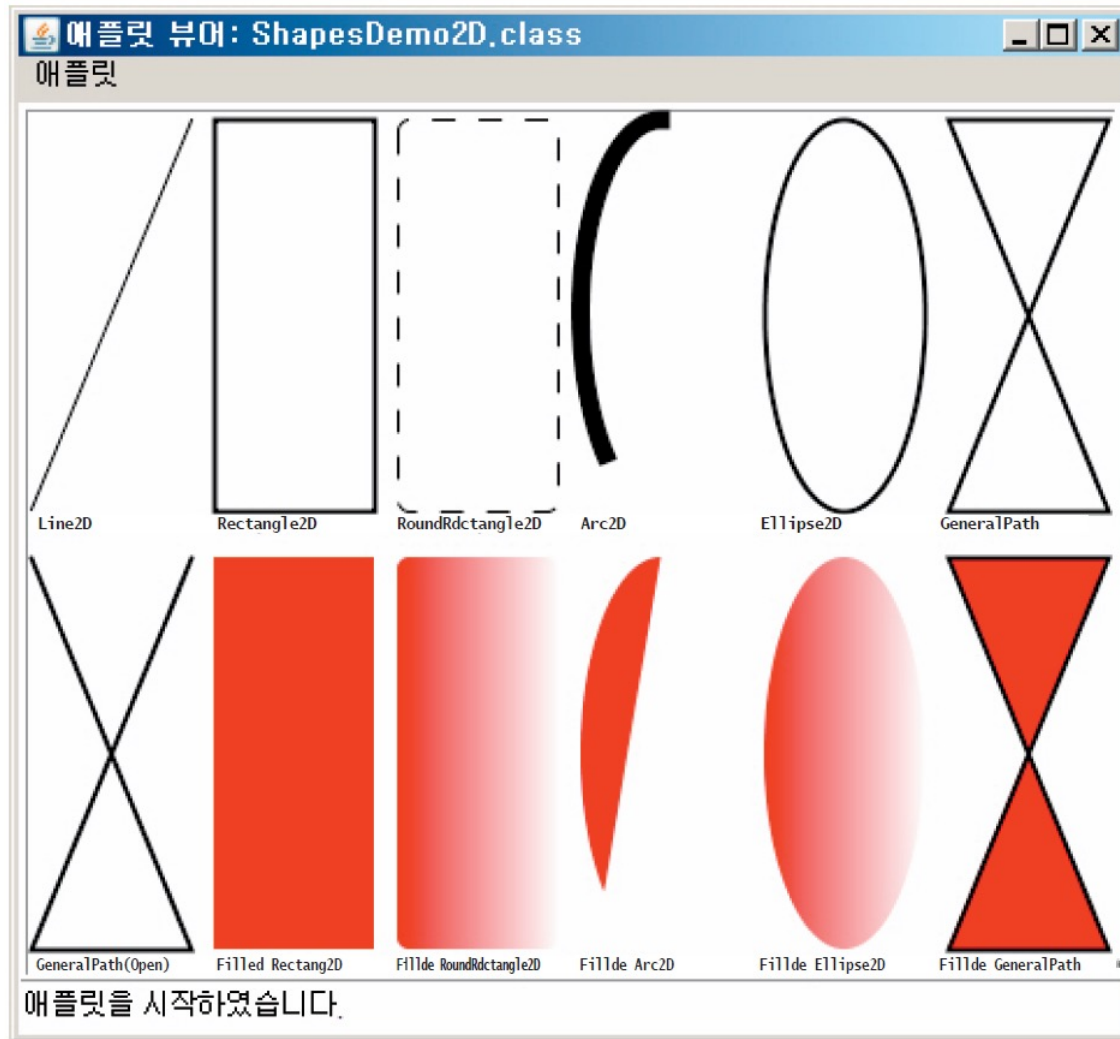 애플릿 뷰어: ShapesDemo2D.class
애플릿
Line2D Rectangle2D RoundRdctangle2D Arc2D Ellipse2D GeneralPath
GeneralPath(Open) Filled Rectang2D Fillde RoundRdctangle2D Fillde Arc2D Fillde Ellipse2D Fillde GeneralPath
애플릿을 시작하였습니다.